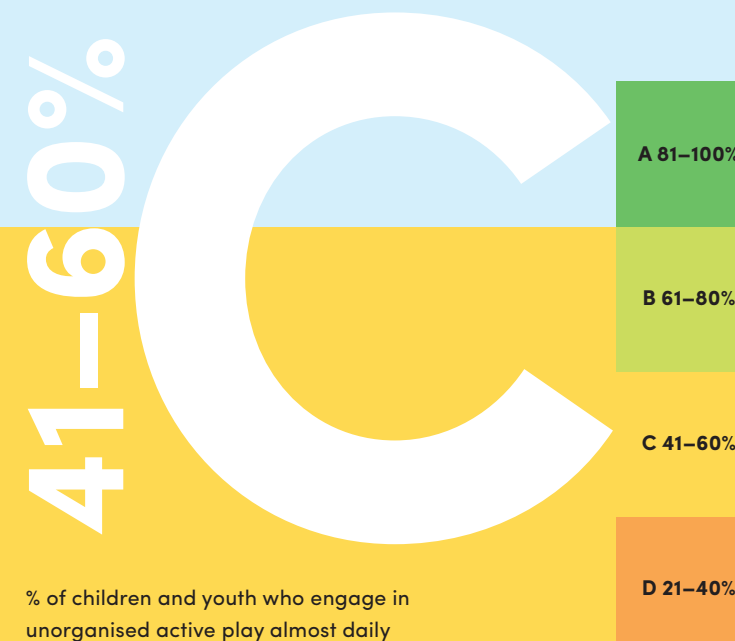 41–60%
C
A 81–100%
B 61–80%
C 41–60%
D 21–40%
% of children and youth who engage in
unorganised active play almost daily